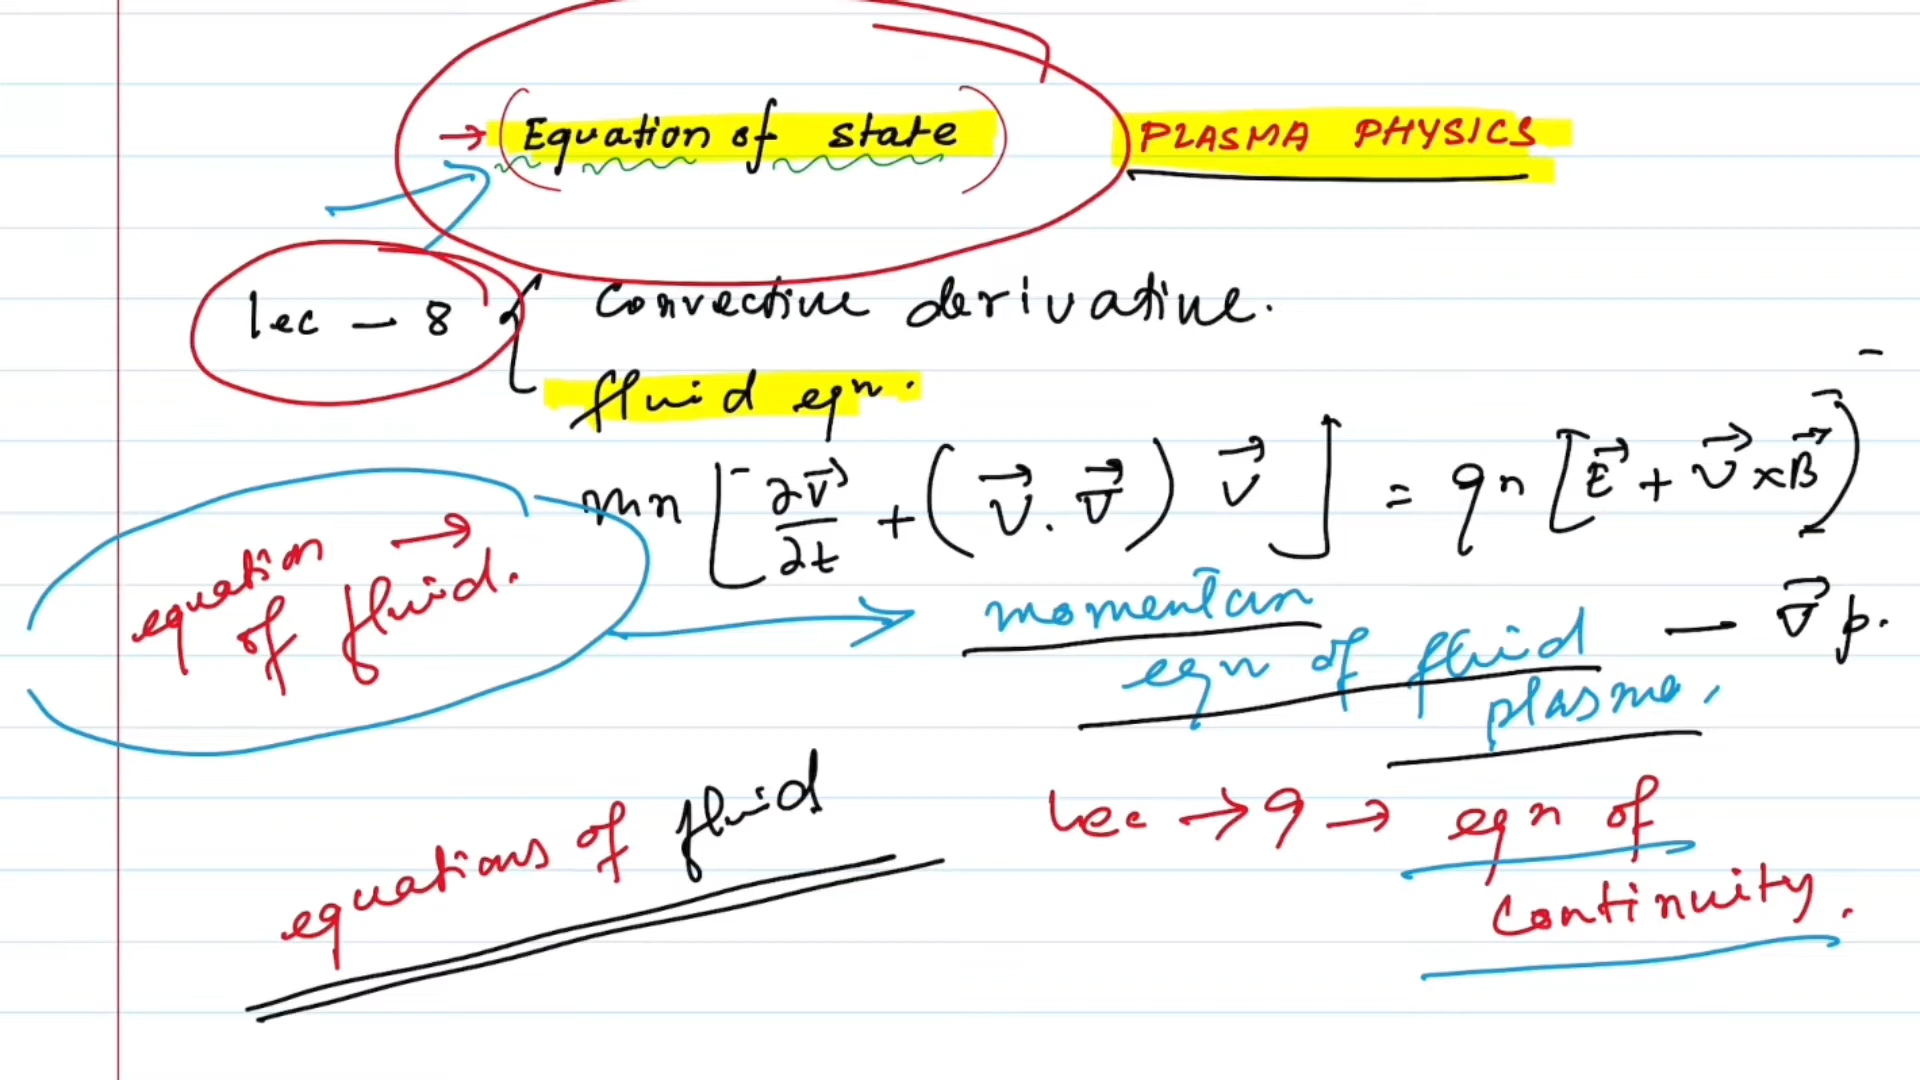 → (Equation of state) PLASMA PHYSICS
lec – 8 { convective derivative.
fluid eqn.
mn [ ∂v⃗/∂t + (v⃗ . ∇⃗) v⃗ ] = qn [E⃗ + v⃗ × B⃗)
– ∇⃗p.
equation →
of fluid.
momentum
eqn of fluid
plasma,
equations of fluid
Lec → 9 → eqn of
continuity.